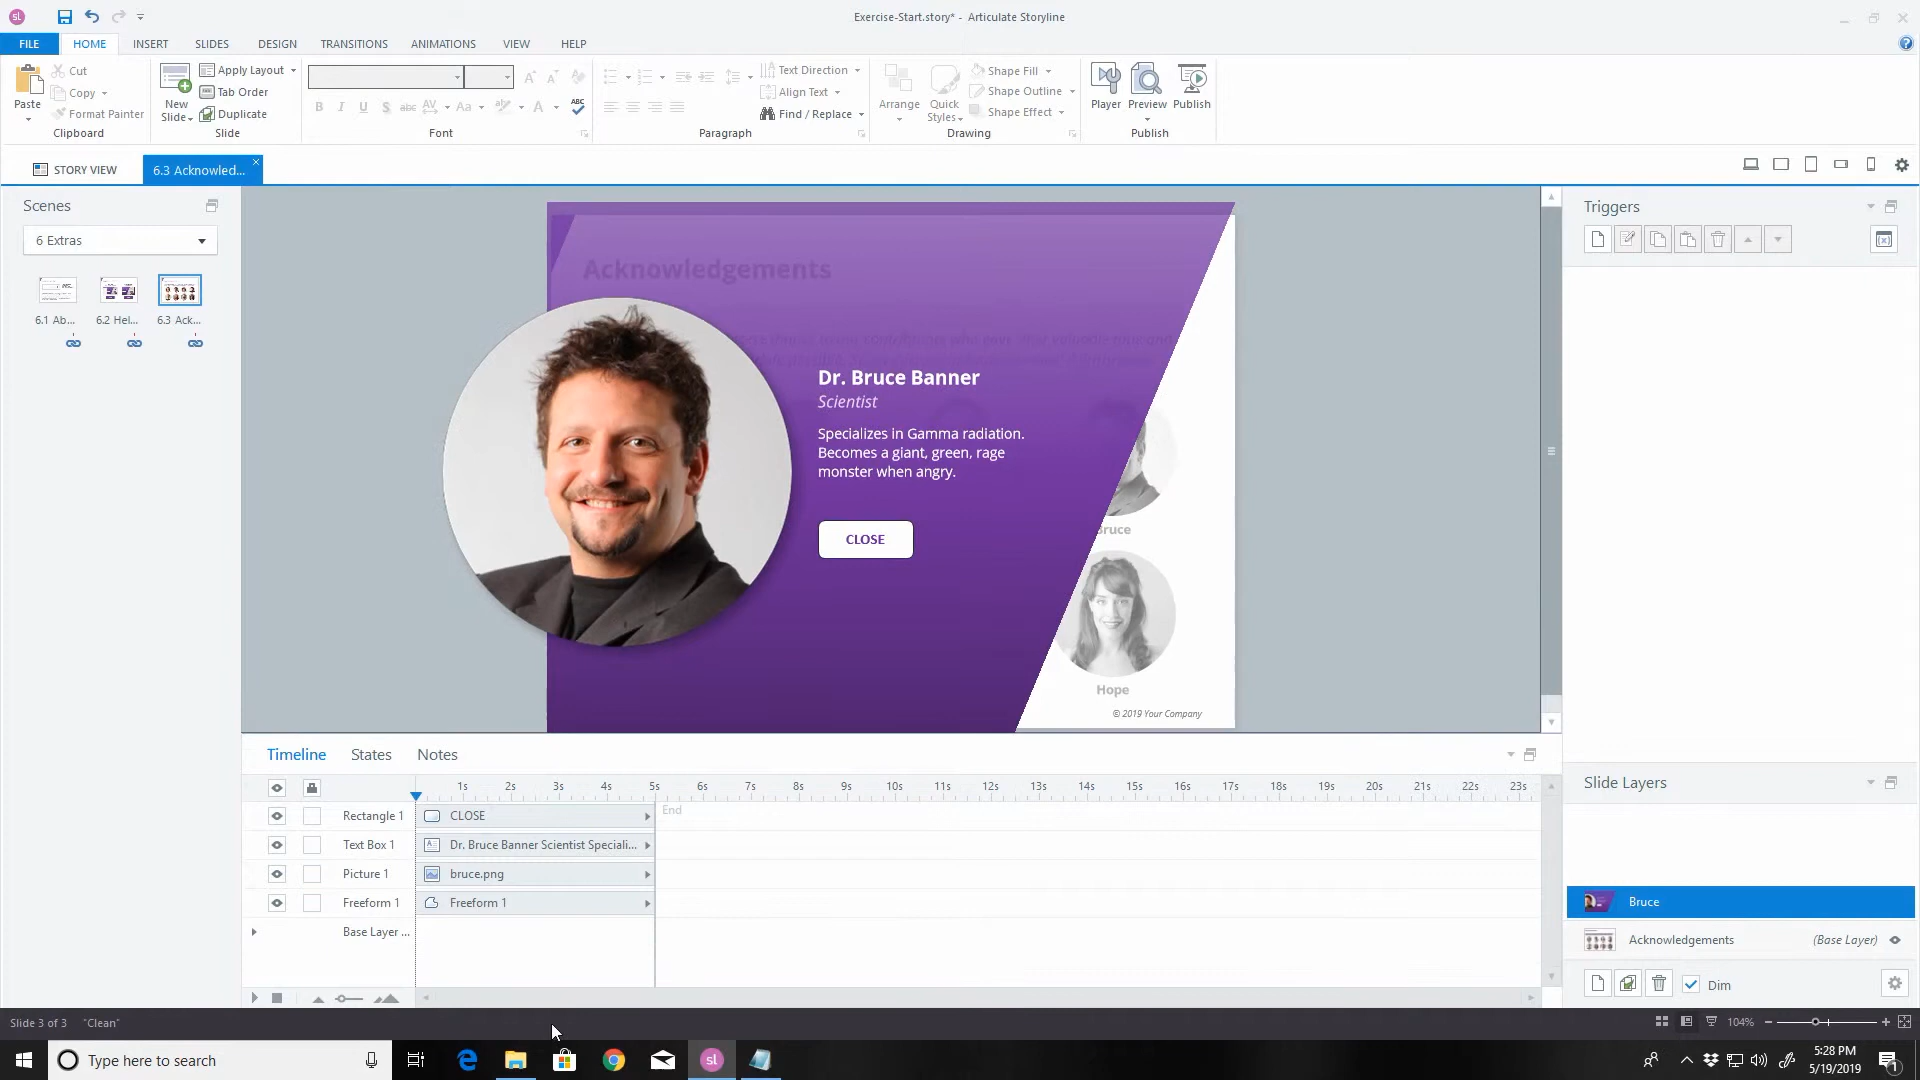 sl
Exercise-Start.story* - Articulate Storyline
FILE
HOME
INSERT
SLIDES
DESIGN
TRANSITIONS
ANIMATIONS
VIEW
HELP
Paste
Cut
Copy
Format Painter
Clipboard
New
Slide
Apply Layout
Tab Order
Duplicate
Slide
B I U S abc AV Aa A
ABC
Font
Text Direction
Align Text
Find / Replace
Paragraph
Arrange
Quick
Styles
Shape Fill
Shape Outline
Shape Effect
Drawing
Player
Preview
Publish
Publish
STORY VIEW
6.3 Acknowled...
Scenes
6 Extras
6.1 Ab...
6.2 Hel...
6.3 Ack...
Acknowledgements
Dr. Bruce Banner
Scientist
Specializes in Gamma radiation.
Becomes a giant, green, rage
monster when angry.
CLOSE
Bruce
Hope
© 2019 Your Company
Triggers
Timeline
States
Notes
1s 2s 3s 4s 5s 6s 7s 8s 9s 10s 11s 12s 13s 14s 15s 16s 17s 18s 19s 20s 21s 22s 23s
Rectangle 1
CLOSE
End
Text Box 1
Dr. Bruce Banner Scientist Speciali...
Picture 1
bruce.png
Freeform 1
Freeform 1
Base Layer ...
Slide Layers
Bruce
Acknowledgements
(Base Layer)
Dim
Slide 3 of 3
"Clean"
104%
Type here to search
sl
5:28 PM
5/19/2019
1